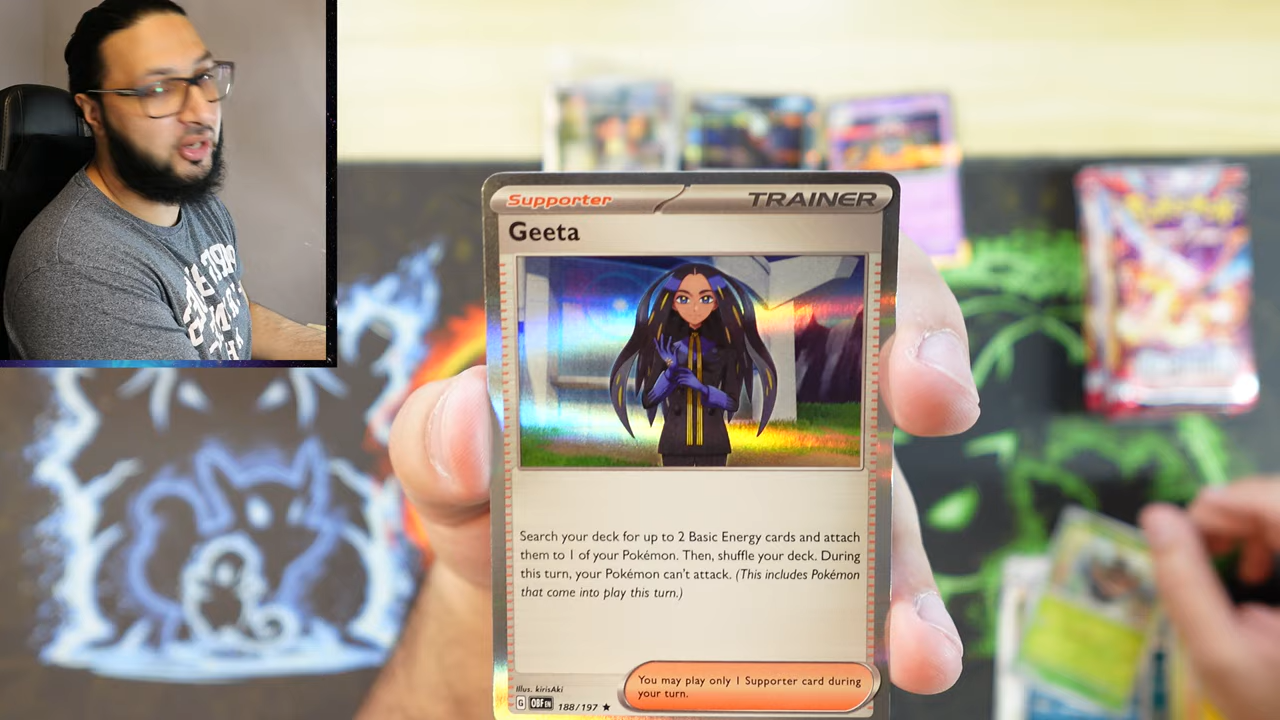 Supporter
TRAINER
Geeta
Search your deck for up to 2 Basic Energy cards and attach
them to 1 of your Pokémon. Then, shuffle your deck. During
this turn, your Pokémon can't attack. (This includes Pokémon
that come into play this turn.)
You may play only 1 Supporter card during
your turn.
Illus. kirisAki
G OBF EN 188/197 ★